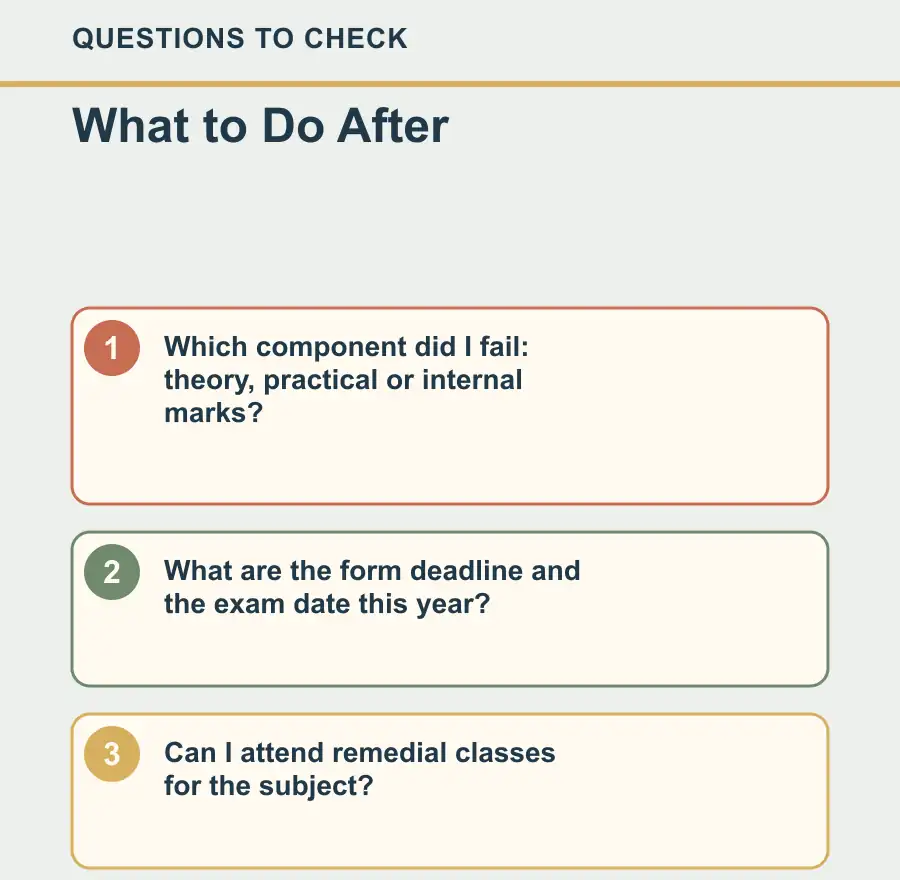 QUESTIONS TO CHECK
What to Do After
1
Which component did I fail:
theory, practical or internal
marks?
2
What are the form deadline and
the exam date this year?
3
Can I attend remedial classes
for the subject?